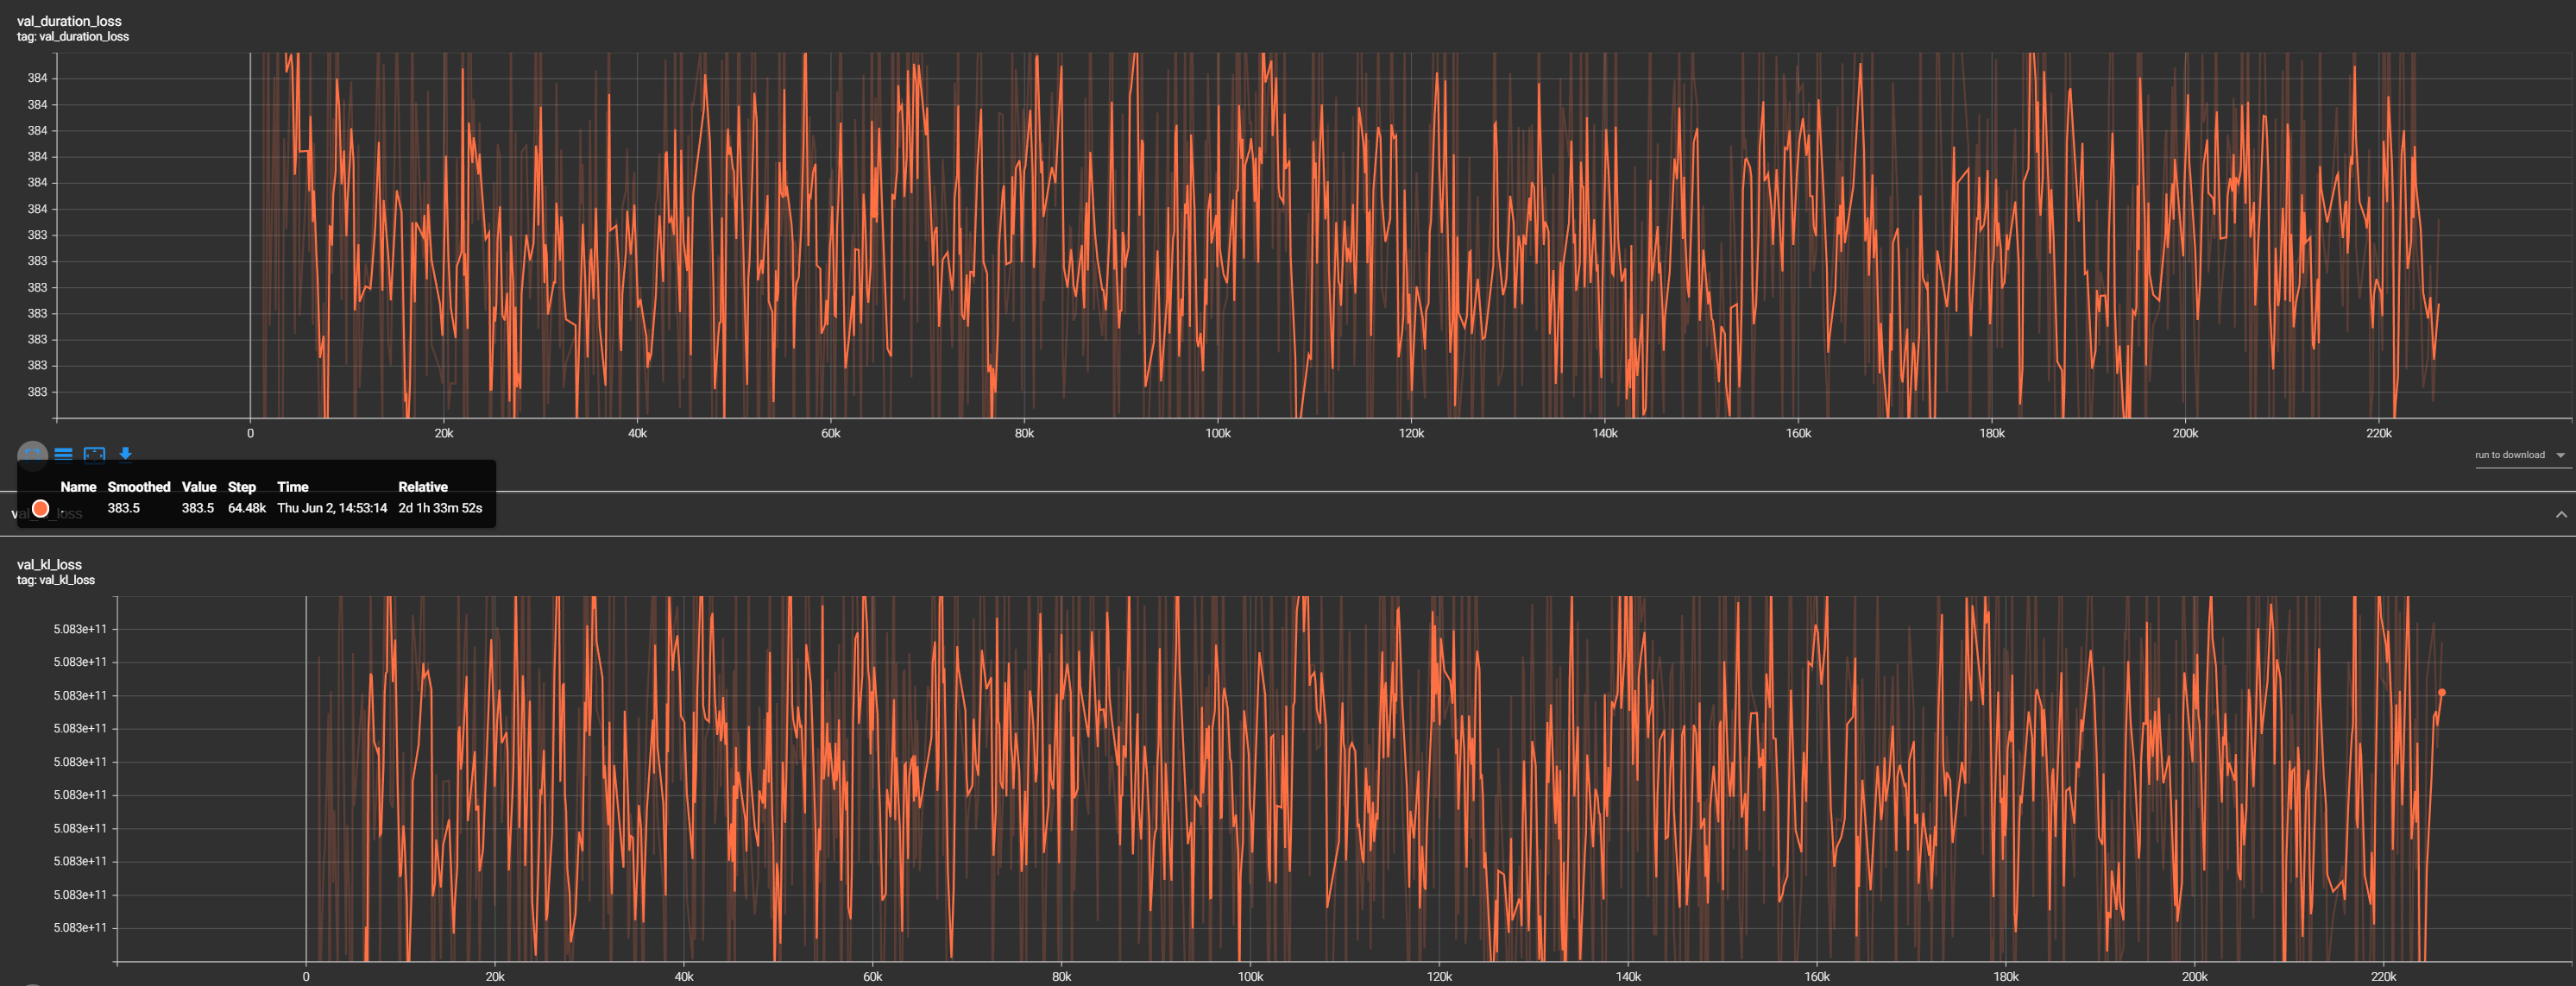 val_duration_loss
tag: val_duration_loss
384
384
384
384
384
384
383
383
383
383
383
383
383
0 20k 40k 60k 80k 100k 120k 140k 160k 180k 200k 220k
run to download
Name Smoothed Value Step Time Relative
. 383.5 383.5 64.48k Thu Jun 2, 14:53:14 2d 1h 33m 52s
val_kl_loss
tag: val_kl_loss
5.083e+11
5.083e+11
5.083e+11
5.083e+11
5.083e+11
5.083e+11
5.083e+11
5.083e+11
5.083e+11
5.083e+11
0 20k 40k 60k 80k 100k 120k 140k 160k 180k 200k 220k